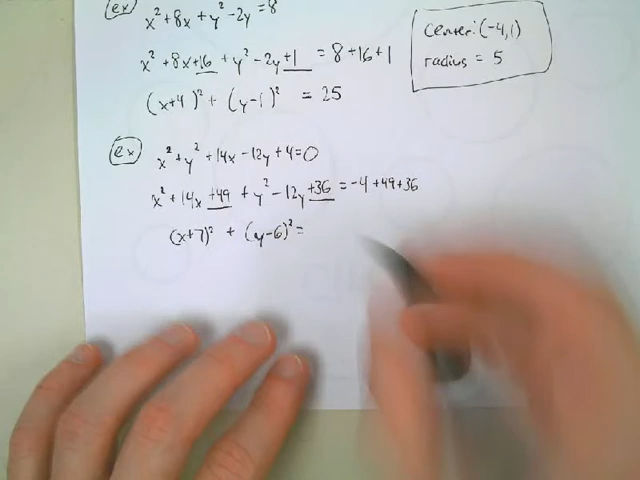 ex x² + 8x + y² - 2y = 8
x² + 8x + 16 + y² - 2y + 1 = 8 + 16 + 1
(x+4)² + (y-1)² = 25
center: (-4,1)
radius = 5
ex x² + y² + 14x - 12y + 4 = 0
x² + 14x + 49 + y² - 12y + 36 = -4 + 49 + 36
(x+7)² + (y-6)² =